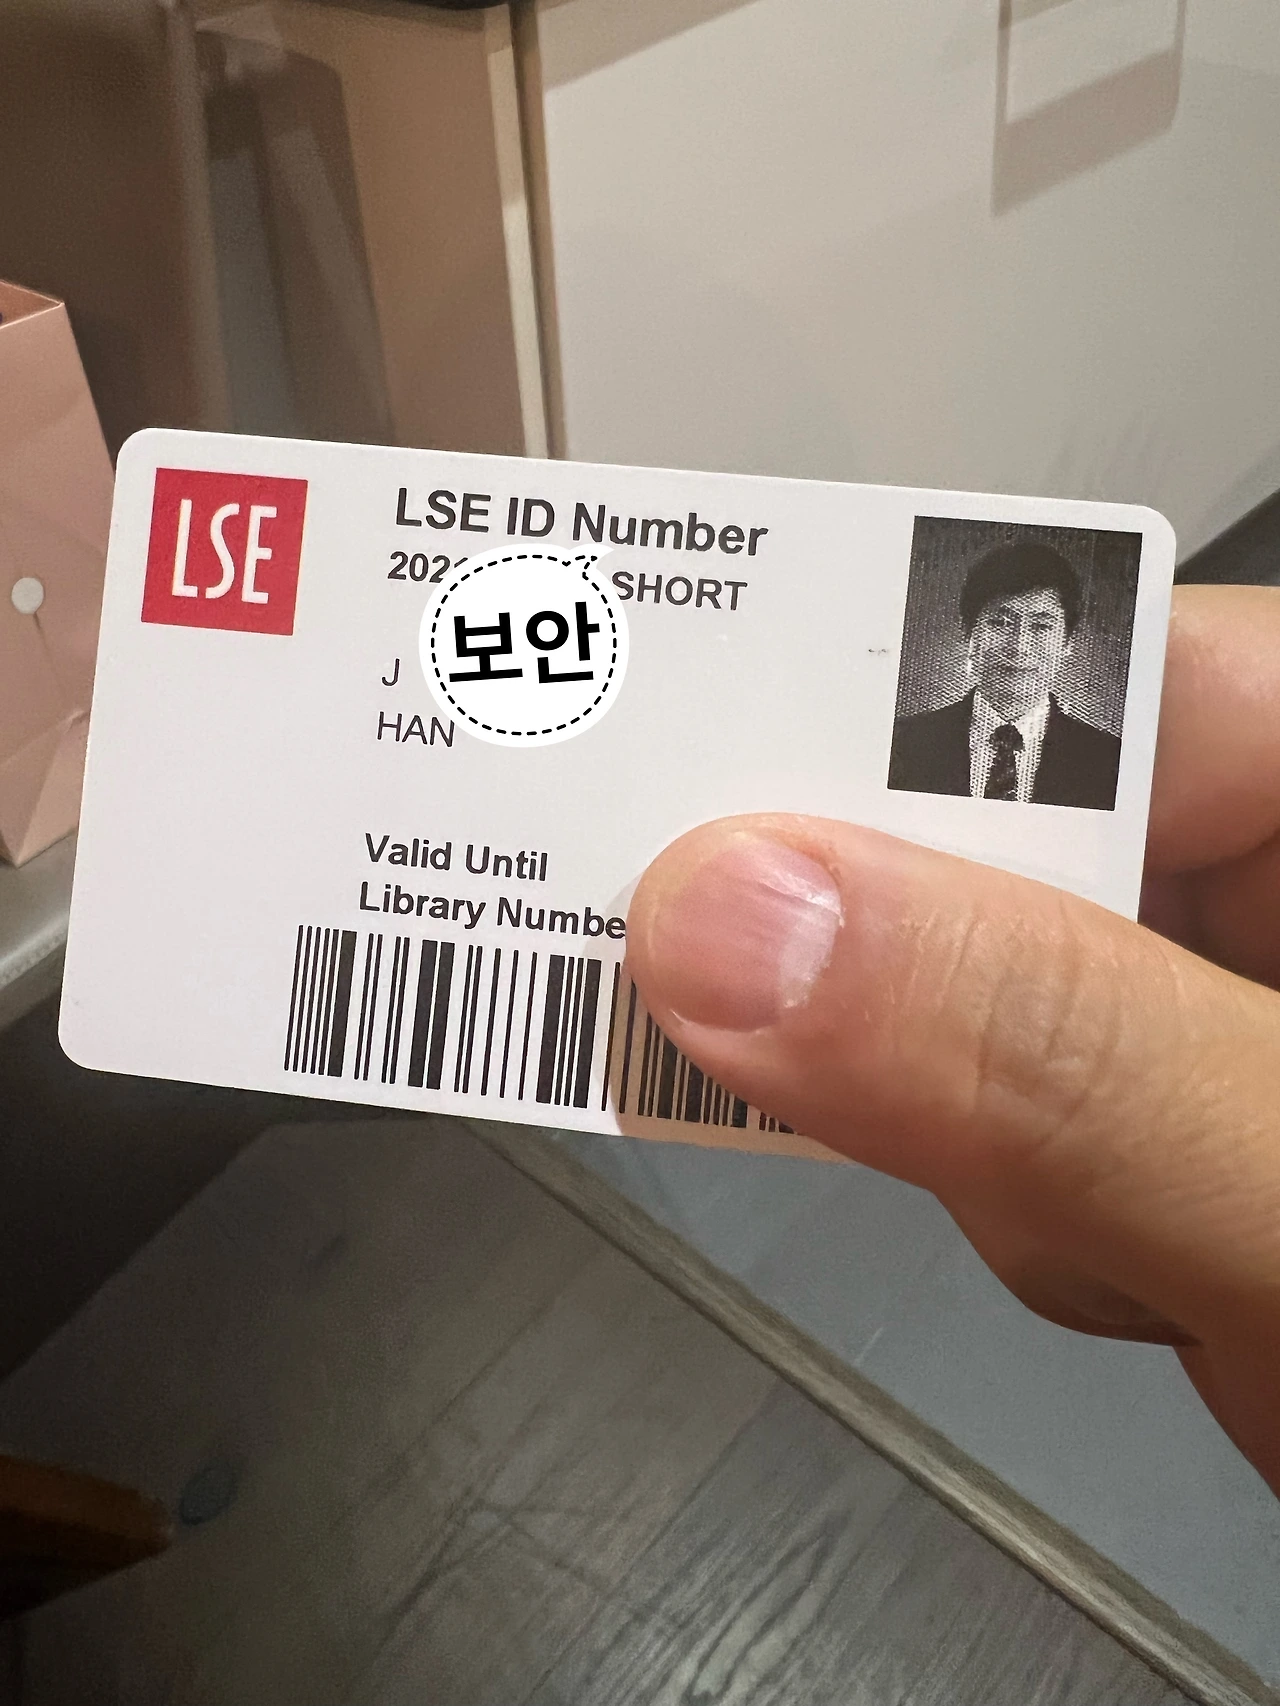 LSE
LSE ID Number
202 SHORT
보안
J
HAN
Valid Until
Library Numbe